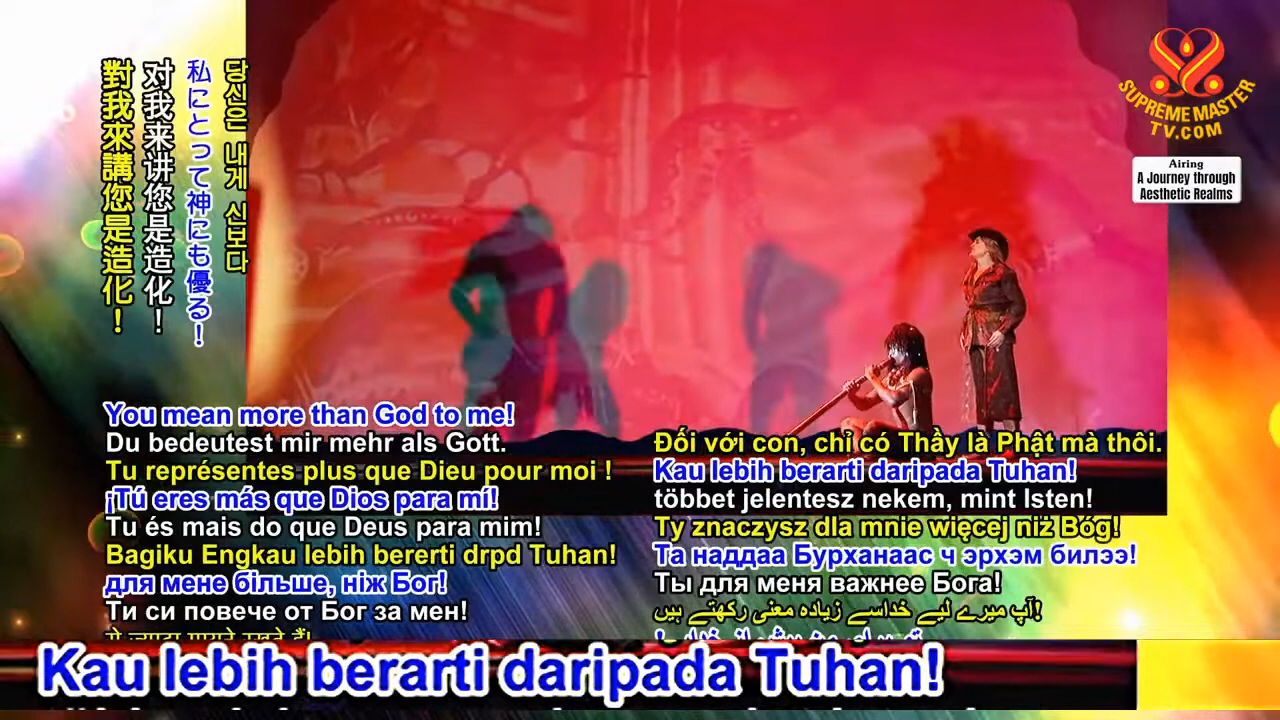 對我來講您是造化！
对我来讲您是造化！
私にとって神にも優る！
당신은 내게 신보다
SUPREME MASTER
TV.COM
Airing
A Journey through
Aesthetic Realms
You mean more than God to me!
Du bedeutest mir mehr als Gott.
Tu représentes plus que Dieu pour moi !
¡Tú eres más que Dios para mí!
Tu és mais do que Deus para mim!
Bagiku Engkau lebih bererti drpd Tuhan!
для мене більше, ніж Бог!
Ти си повече от Бог за мен!
Đối với con, chỉ có Thầy là Phật mà thôi.
Kau lebih berarti daripada Tuhan!
többet jelentesz nekem, mint Isten!
Ty znaczysz dla mnie więcej niż Bóg!
Та наддаа Бурханаас ч эрхэм билээ!
Ты для меня важнее Бога!
آپ میرے لیے خداسے زیادہ معنی رکھتے ہیں!
Kau lebih berarti daripada Tuhan!